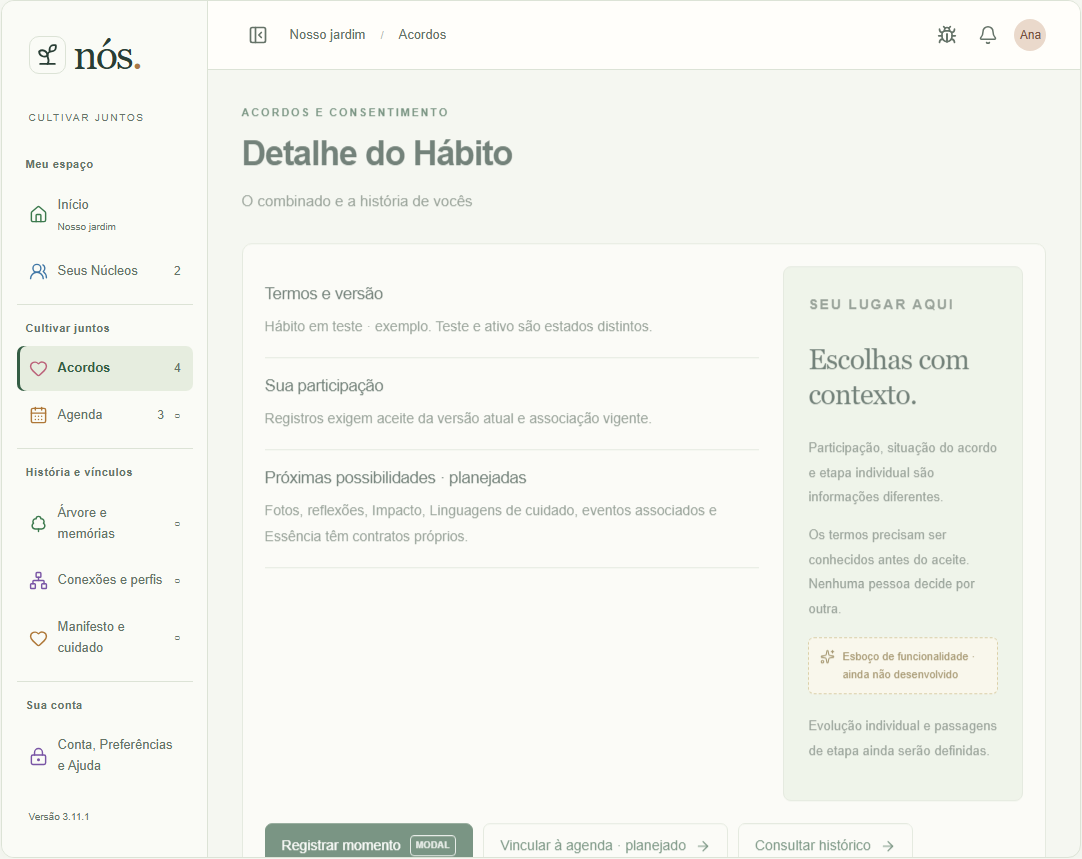 nós.
CULTIVAR JUNTOS
Meu espaço
Início
Nosso jardim
Seus Núcleos 2
Cultivar juntos
Acordos 4
Agenda 3
História e vínculos
Árvore e
memórias
Conexões e perfis
Manifesto e
cuidado
Sua conta
Conta, Preferências
e Ajuda
Versão 3.11.1
Nosso jardim / Acordos
Ana
ACORDOS E CONSENTIMENTO
Detalhe do Hábito
O combinado e a história de vocês
Termos e versão
Hábito em teste · exemplo. Teste e ativo são estados distintos.
Sua participação
Registros exigem aceite da versão atual e associação vigente.
Próximas possibilidades · planejadas
Fotos, reflexões, Impacto, Linguagens de cuidado, eventos associados e
Essência têm contratos próprios.
SEU LUGAR AQUI
Escolhas com
contexto.
Participação, situação do acordo
e etapa individual são
informações diferentes.
Os termos precisam ser
conhecidos antes do aceite.
Nenhuma pessoa decide por
outra.
Esboço de funcionalidade ·
ainda não desenvolvido
Evolução individual e passagens
de etapa ainda serão definidas.
Registrar momento MODAL
Vincular à agenda · planejado →
Consultar histórico →